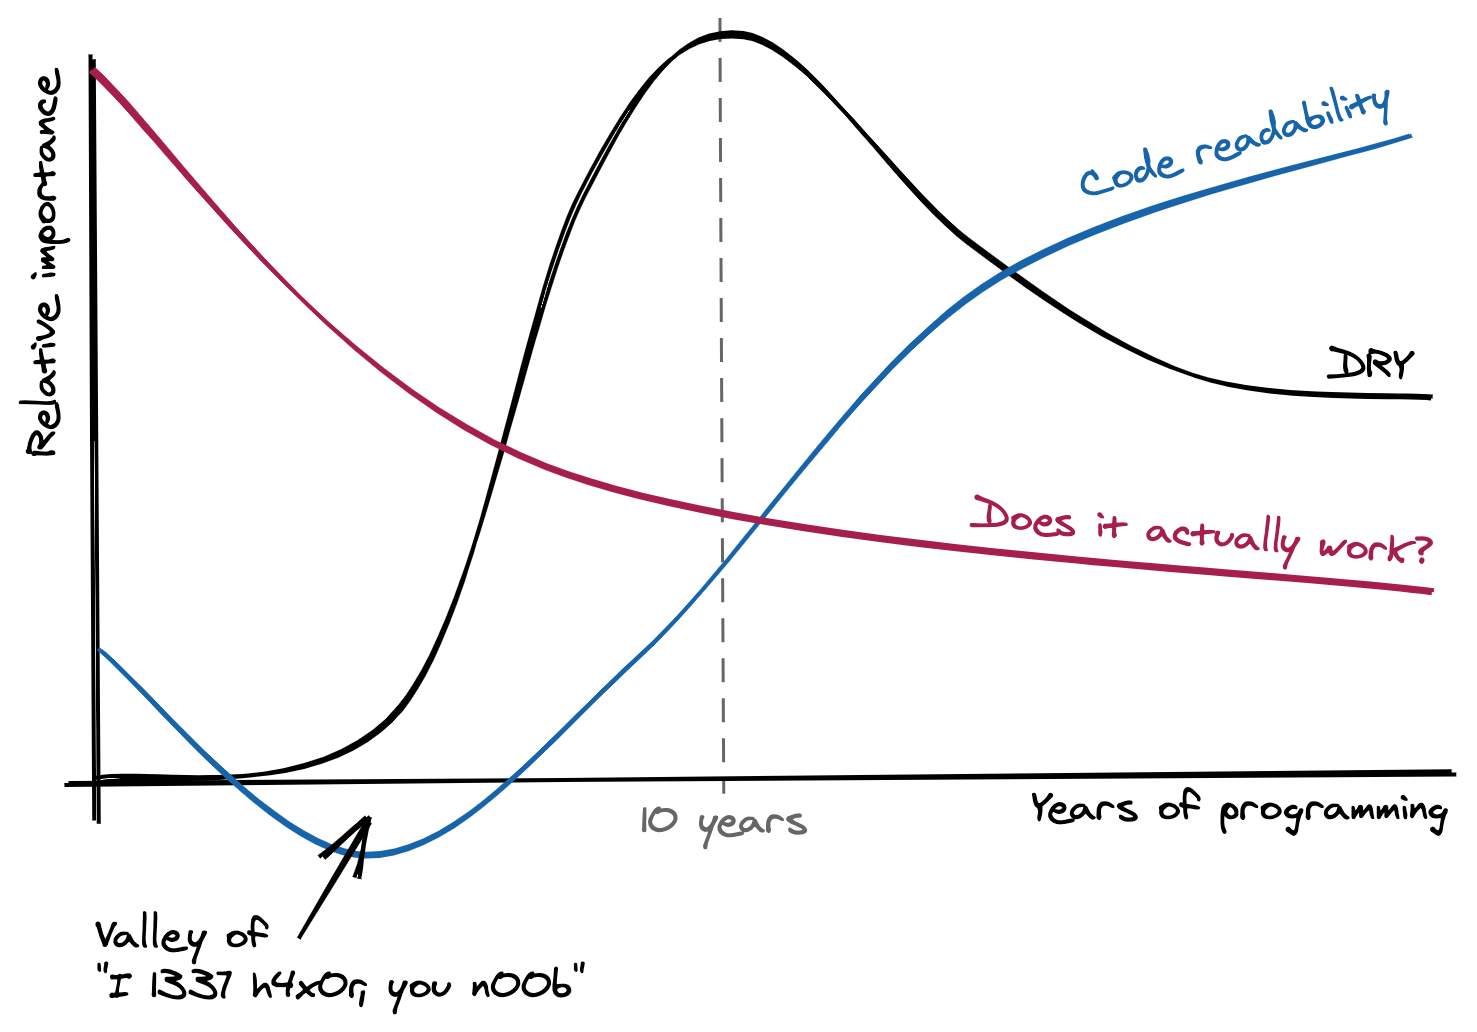 Relative importance
Code readability
DRY
Does it actually work?
10 years
Years of programming
Valley of
"I 1337 h4x0r, you n00b"